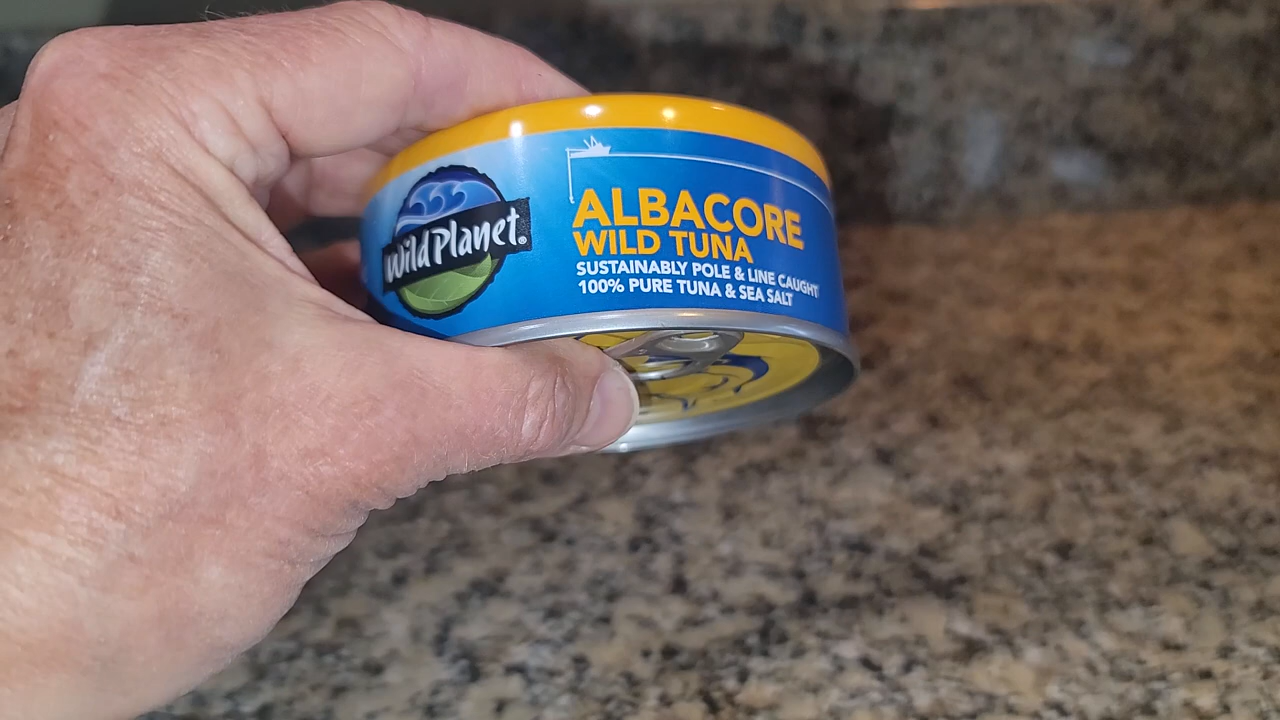 Wild Planet®
ALBACORE
WILD TUNA
SUSTAINABLY POLE & LINE CAUGHT
100% PURE TUNA & SEA SALT